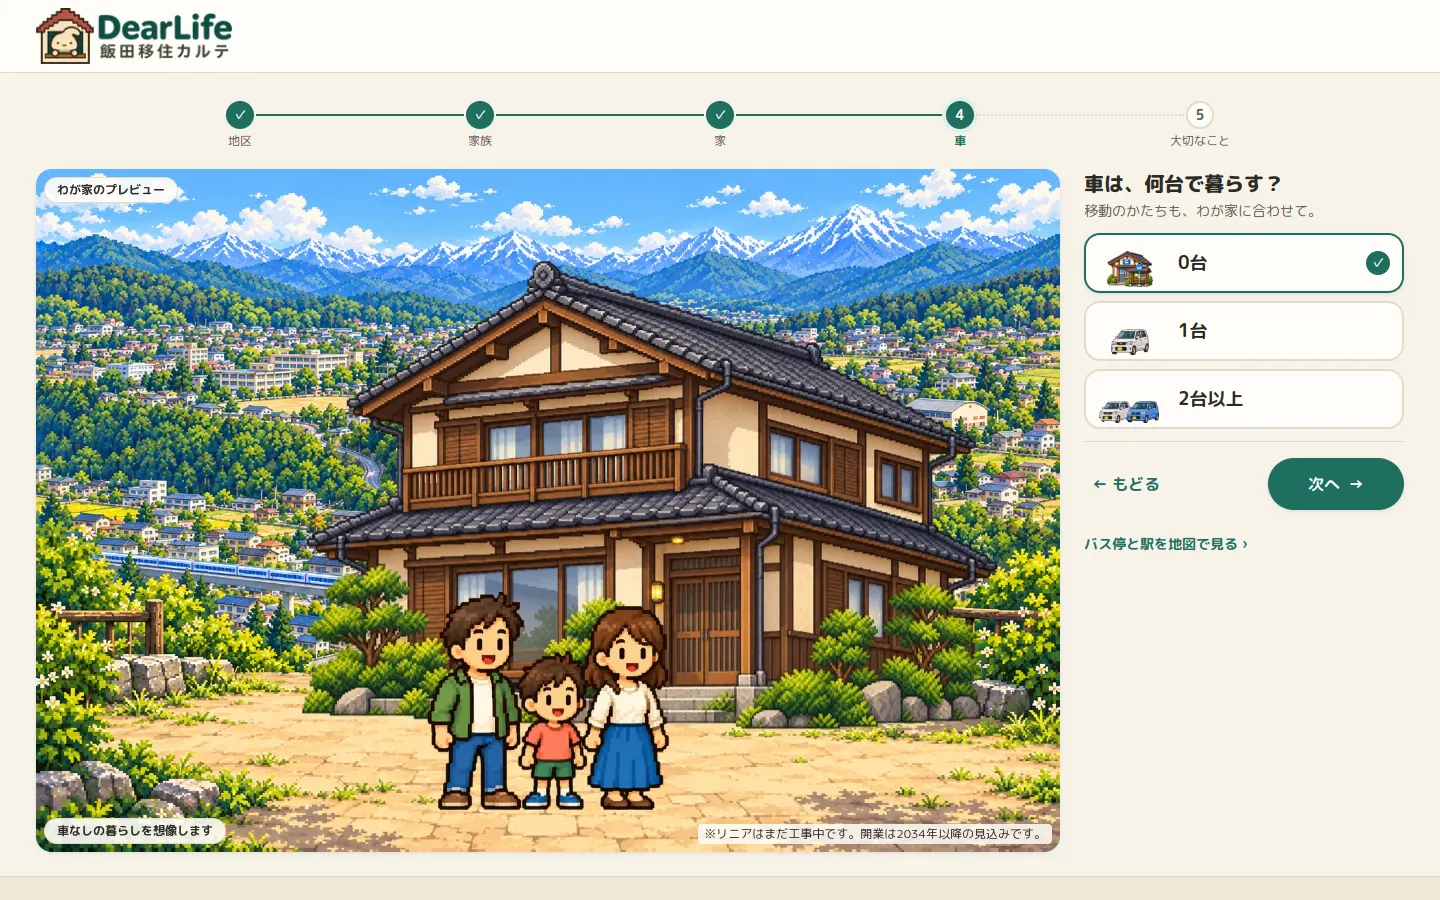 DearLife
飯田移住カルテ
地区
家族
家
4
車
5
大切なこと
わが家のプレビュー
車なしの暮らしを想像します
※リニアはまだ工事中です。開業は2034年以降の見込みです。
車は、何台で暮らす？
移動のかたちも、わが家に合わせて。
0台
1台
2台以上
← もどる
次へ →
バス停と駅を地図で見る ›